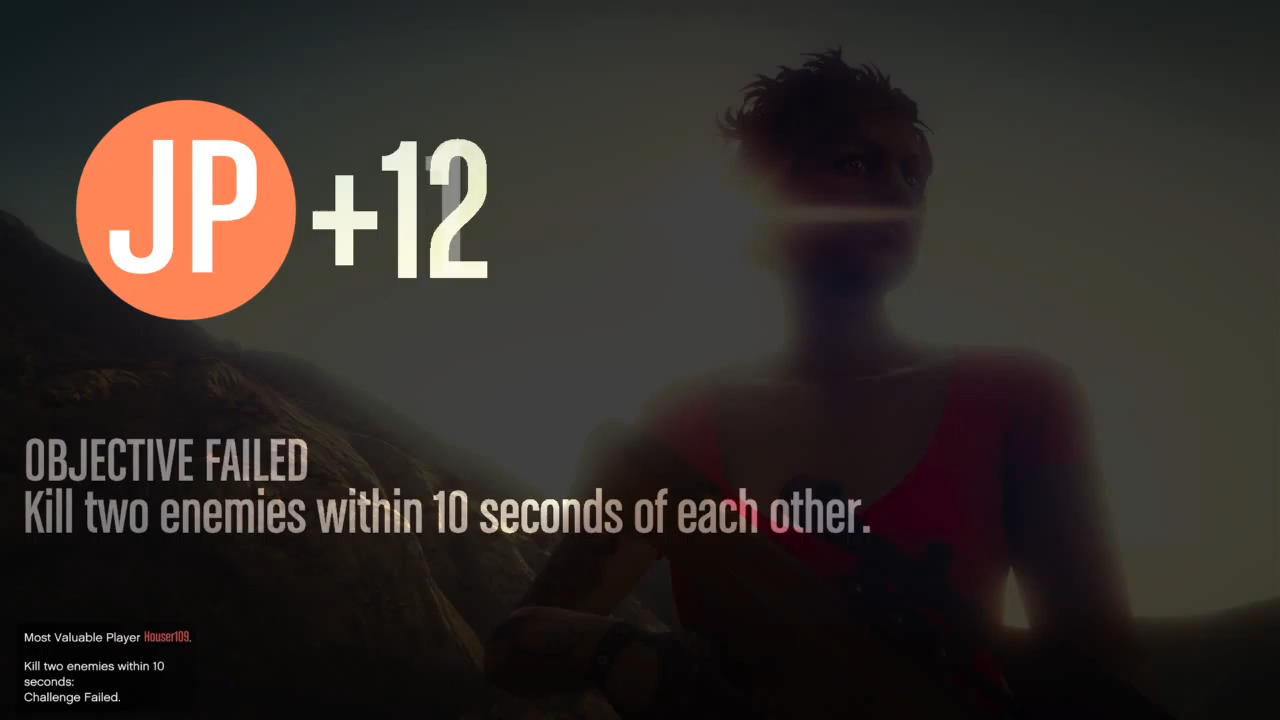 JP +12
OBJECTIVE FAILED
Kill two enemies within 10 seconds of each other.
Most Valuable Player Houser109.
Kill two enemies within 10
seconds:
Challenge Failed.